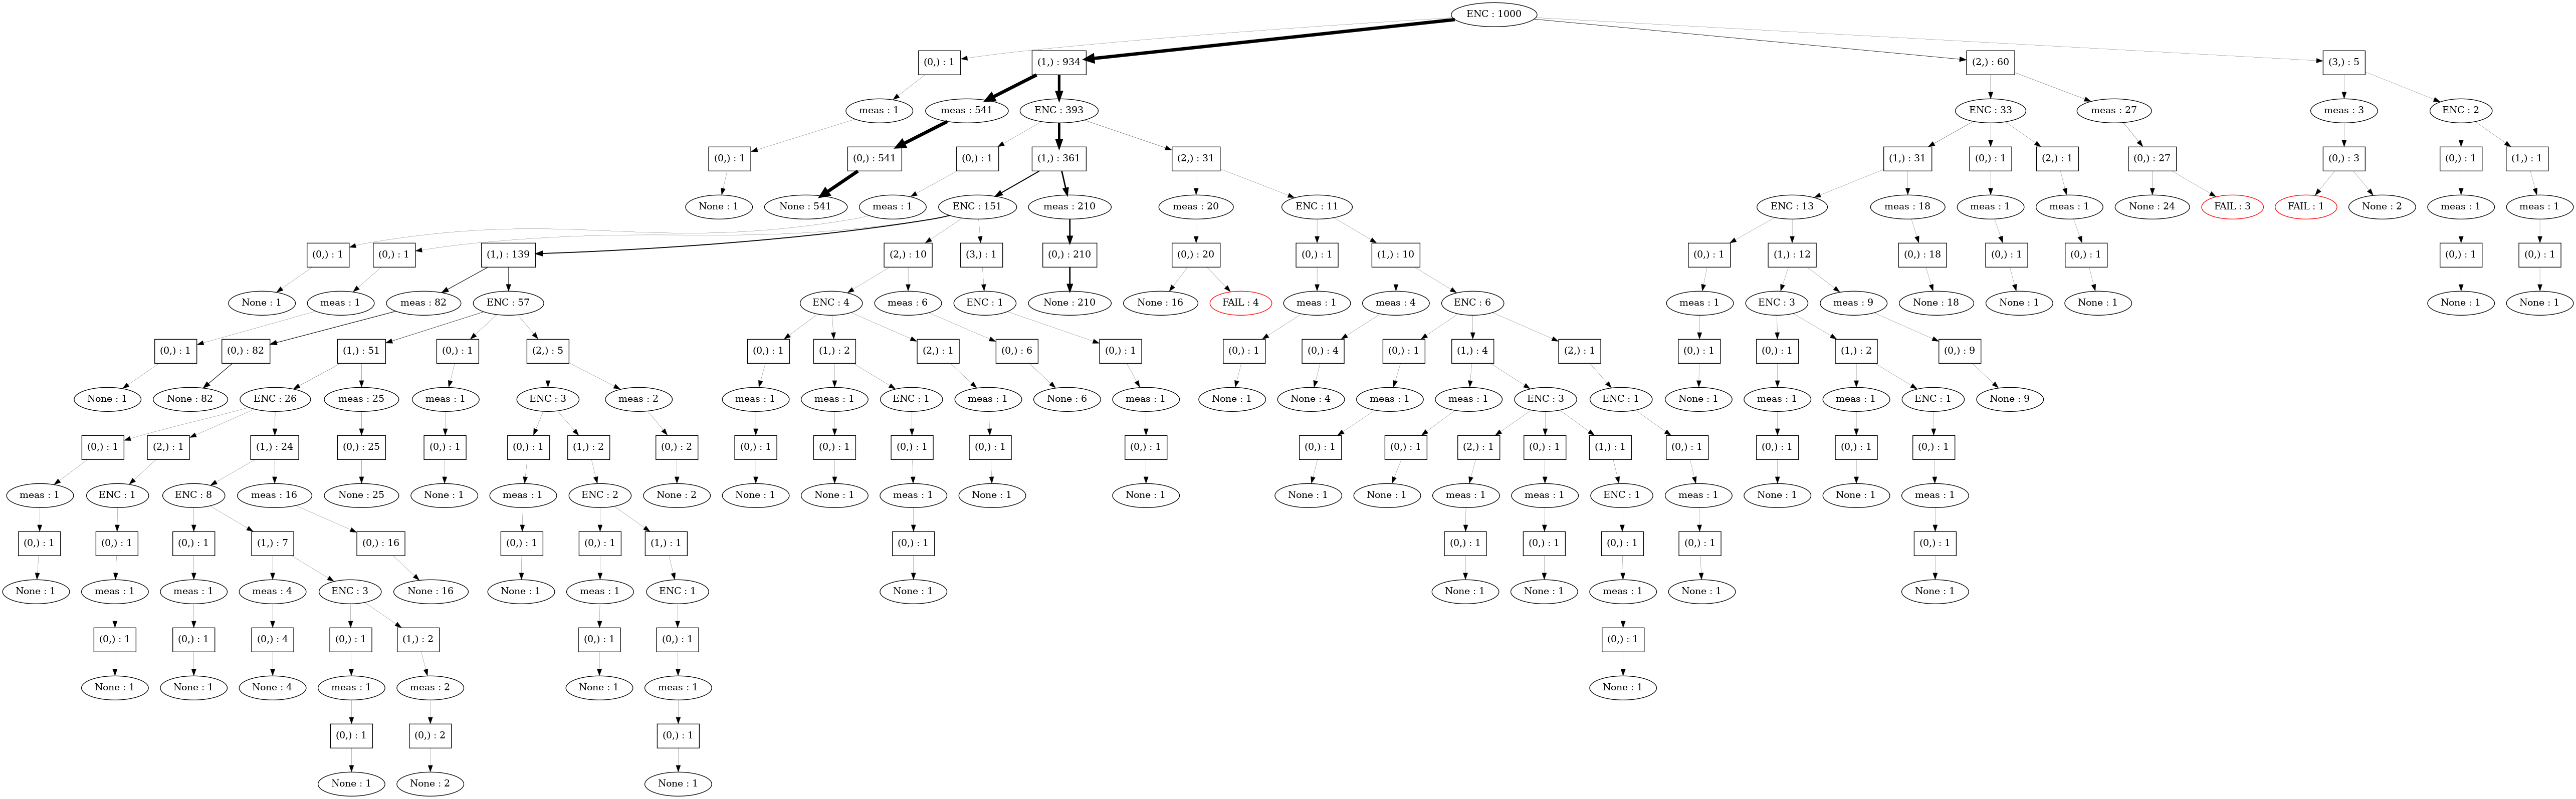 ENC : 1000
(0,) : 1
(1,) : 934
(2,) : 60
(3,) : 5
meas : 1
meas : 541
ENC : 393
ENC : 33
meas : 27
meas : 3
ENC : 2
(0,) : 1
(0,) : 541
(0,) : 1
(1,) : 361
(2,) : 31
(1,) : 31
(0,) : 1
(2,) : 1
(0,) : 27
(0,) : 3
(0,) : 1
(1,) : 1
None : 1
None : 541
meas : 1
ENC : 151
meas : 210
meas : 20
ENC : 11
ENC : 13
meas : 18
meas : 1
meas : 1
None : 24
FAIL : 3
FAIL : 1
None : 2
meas : 1
meas : 1
(0,) : 1
(0,) : 1
(1,) : 139
(2,) : 10
(3,) : 1
(0,) : 210
(0,) : 20
(0,) : 1
(1,) : 10
(0,) : 1
(1,) : 12
(0,) : 18
(0,) : 1
(0,) : 1
(0,) : 1
(0,) : 1
None : 1
meas : 1
meas : 82
ENC : 57
ENC : 4
meas : 6
ENC : 1
None : 210
None : 16
FAIL : 4
meas : 1
meas : 4
ENC : 6
meas : 1
ENC : 3
meas : 9
None : 18
None : 1
None : 1
None : 1
None : 1
(0,) : 1
(0,) : 82
(1,) : 51
(0,) : 1
(2,) : 5
(0,) : 1
(1,) : 2
(2,) : 1
(0,) : 6
(0,) : 1
(0,) : 1
(0,) : 4
(0,) : 1
(1,) : 4
(2,) : 1
(0,) : 1
(0,) : 1
(1,) : 2
(0,) : 9
None : 1
None : 82
ENC : 26
meas : 25
meas : 1
ENC : 3
meas : 2
meas : 1
meas : 1
ENC : 1
meas : 1
None : 6
meas : 1
None : 1
None : 4
meas : 1
meas : 1
ENC : 3
ENC : 1
None : 1
meas : 1
meas : 1
ENC : 1
None : 9
(0,) : 1
(2,) : 1
(1,) : 24
(0,) : 25
(0,) : 1
(0,) : 1
(1,) : 2
(0,) : 2
(0,) : 1
(0,) : 1
(0,) : 1
(0,) : 1
(0,) : 1
(0,) : 1
(0,) : 1
(2,) : 1
(0,) : 1
(1,) : 1
(0,) : 1
(0,) : 1
(0,) : 1
(0,) : 1
meas : 1
ENC : 1
ENC : 8
meas : 16
None : 25
None : 1
meas : 1
ENC : 2
None : 2
None : 1
None : 1
meas : 1
None : 1
None : 1
None : 1
None : 1
meas : 1
meas : 1
ENC : 1
meas : 1
None : 1
None : 1
meas : 1
(0,) : 1
(0,) : 1
(0,) : 1
(1,) : 7
(0,) : 16
(0,) : 1
(0,) : 1
(1,) : 1
(0,) : 1
(0,) : 1
(0,) : 1
(0,) : 1
(0,) : 1
(0,) : 1
None : 1
meas : 1
meas : 1
meas : 4
ENC : 3
None : 16
None : 1
meas : 1
ENC : 1
None : 1
None : 1
None : 1
meas : 1
None : 1
None : 1
(0,) : 1
(0,) : 1
(0,) : 4
(0,) : 1
(1,) : 2
(0,) : 1
(0,) : 1
(0,) : 1
None : 1
None : 1
None : 4
meas : 1
meas : 2
None : 1
meas : 1
None : 1
(0,) : 1
(0,) : 2
(0,) : 1
None : 1
None : 2
None : 1